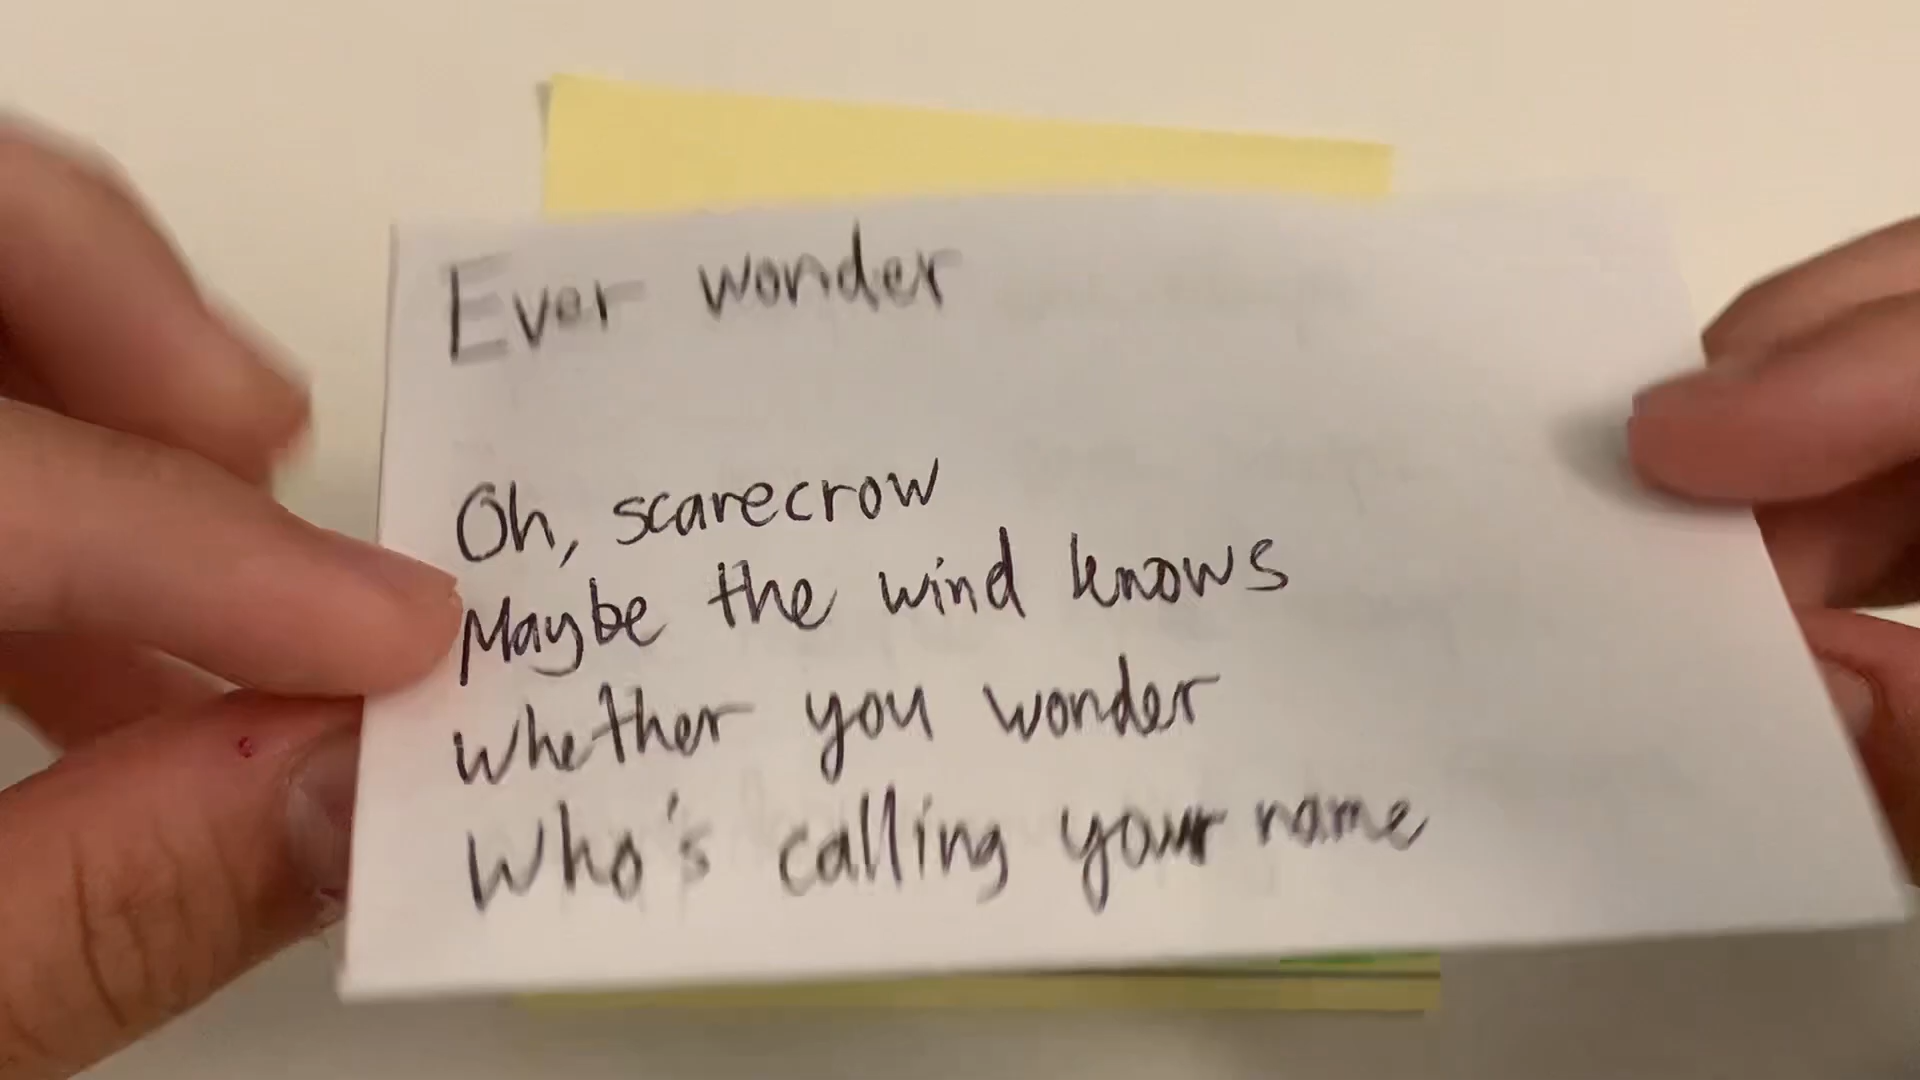 Ever wonder
Oh, scarecrow
Maybe the wind knows
Whether you wonder
Who's calling your name